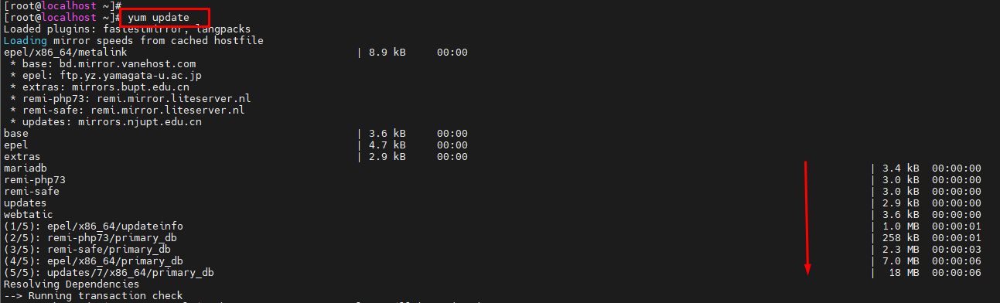 [root@localhost ~]#
[root@localhost ~]# yum update
Loaded plugins: fastestmirror, langpacks
Loading mirror speeds from cached hostfile
epel/x86_64/metalink | 8.9 kB 00:00
* base: bd.mirror.vanehost.com
* epel: ftp.yz.yamagata-u.ac.jp
* extras: mirrors.bupt.edu.cn
* remi-php73: remi.mirror.liteserver.nl
* remi-safe: remi.mirror.liteserver.nl
* updates: mirrors.njupt.edu.cn
base | 3.6 kB 00:00
epel | 4.7 kB 00:00
extras | 2.9 kB 00:00
mariadb | 3.4 kB 00:00:00
remi-php73 | 3.0 kB 00:00:00
remi-safe | 3.0 kB 00:00:00
updates | 2.9 kB 00:00:00
webtatic | 3.6 kB 00:00:00
(1/5): epel/x86_64/updateinfo | 1.0 MB 00:00:01
(2/5): remi-php73/primary_db | 258 kB 00:00:01
(3/5): remi-safe/primary_db | 2.3 MB 00:00:03
(4/5): epel/x86_64/primary_db | 7.0 MB 00:00:06
(5/5): updates/7/x86_64/primary_db | 18 MB 00:00:06
Resolving Dependencies
--> Running transaction check